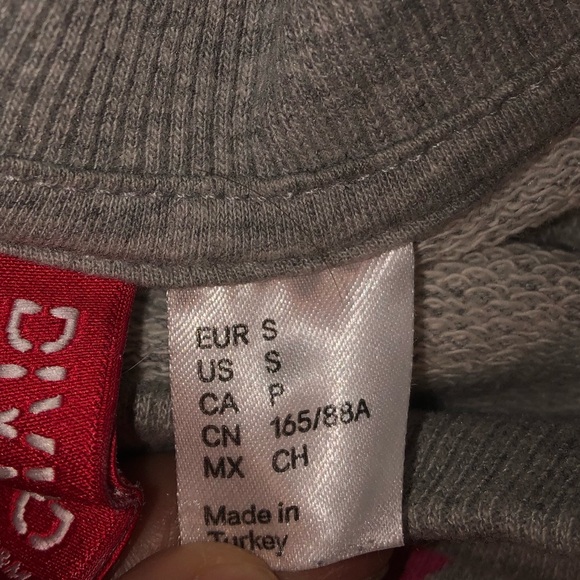 EUR S
US S
CA P
CN 165/88A
MX CH
Made in
Turkey